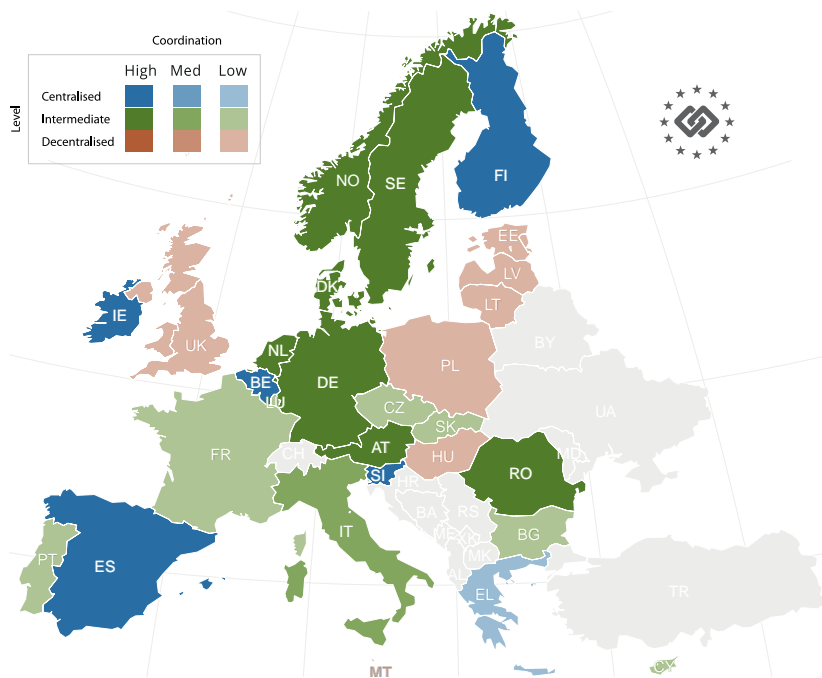 Coordination
High Med Low
Level
Centralised
Intermediate
Decentralised
NO
SE
FI
EE
LV
LT
DK
IE
UK
NL
BE
LU
DE
PL
BY
UA
CZ
SK
FR
CH
AT
HU
MD
RO
SI
HR
BA
RS
ME
XK
MK
AL
BG
IT
PT
ES
EL
TR
MT
CY